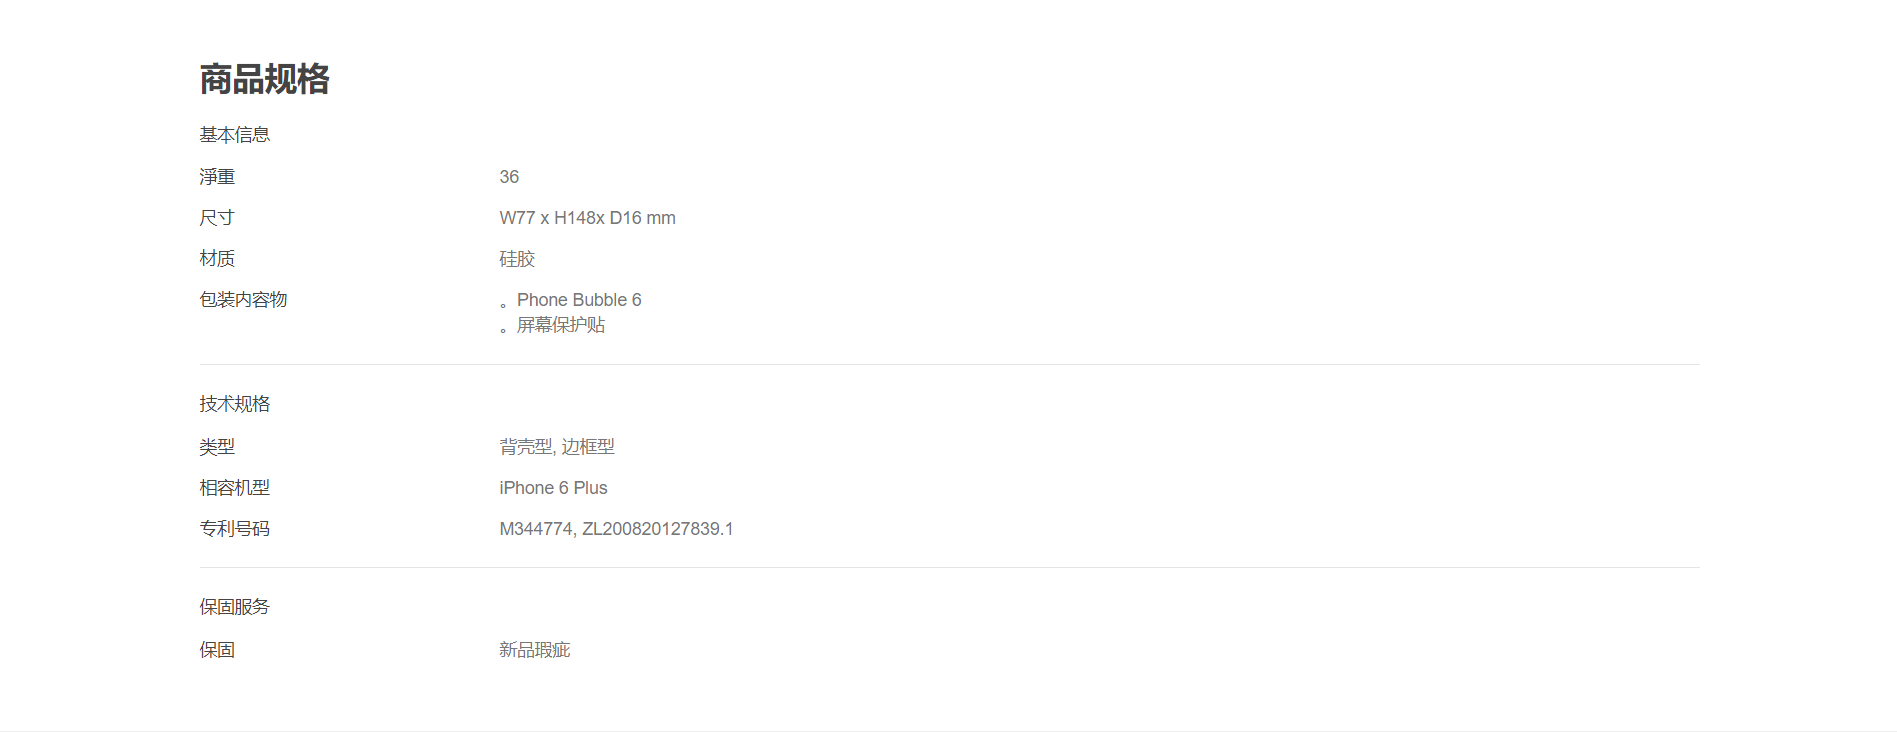 商品规格
基本信息
淨重 36
尺寸 W77 x H148x D16 mm
材质 硅胶
包装内容物 。Phone Bubble 6
。屏幕保护贴
技术规格
类型 背壳型, 边框型
相容机型 iPhone 6 Plus
专利号码 M344774, ZL200820127839.1
保固服务
保固 新品瑕疵